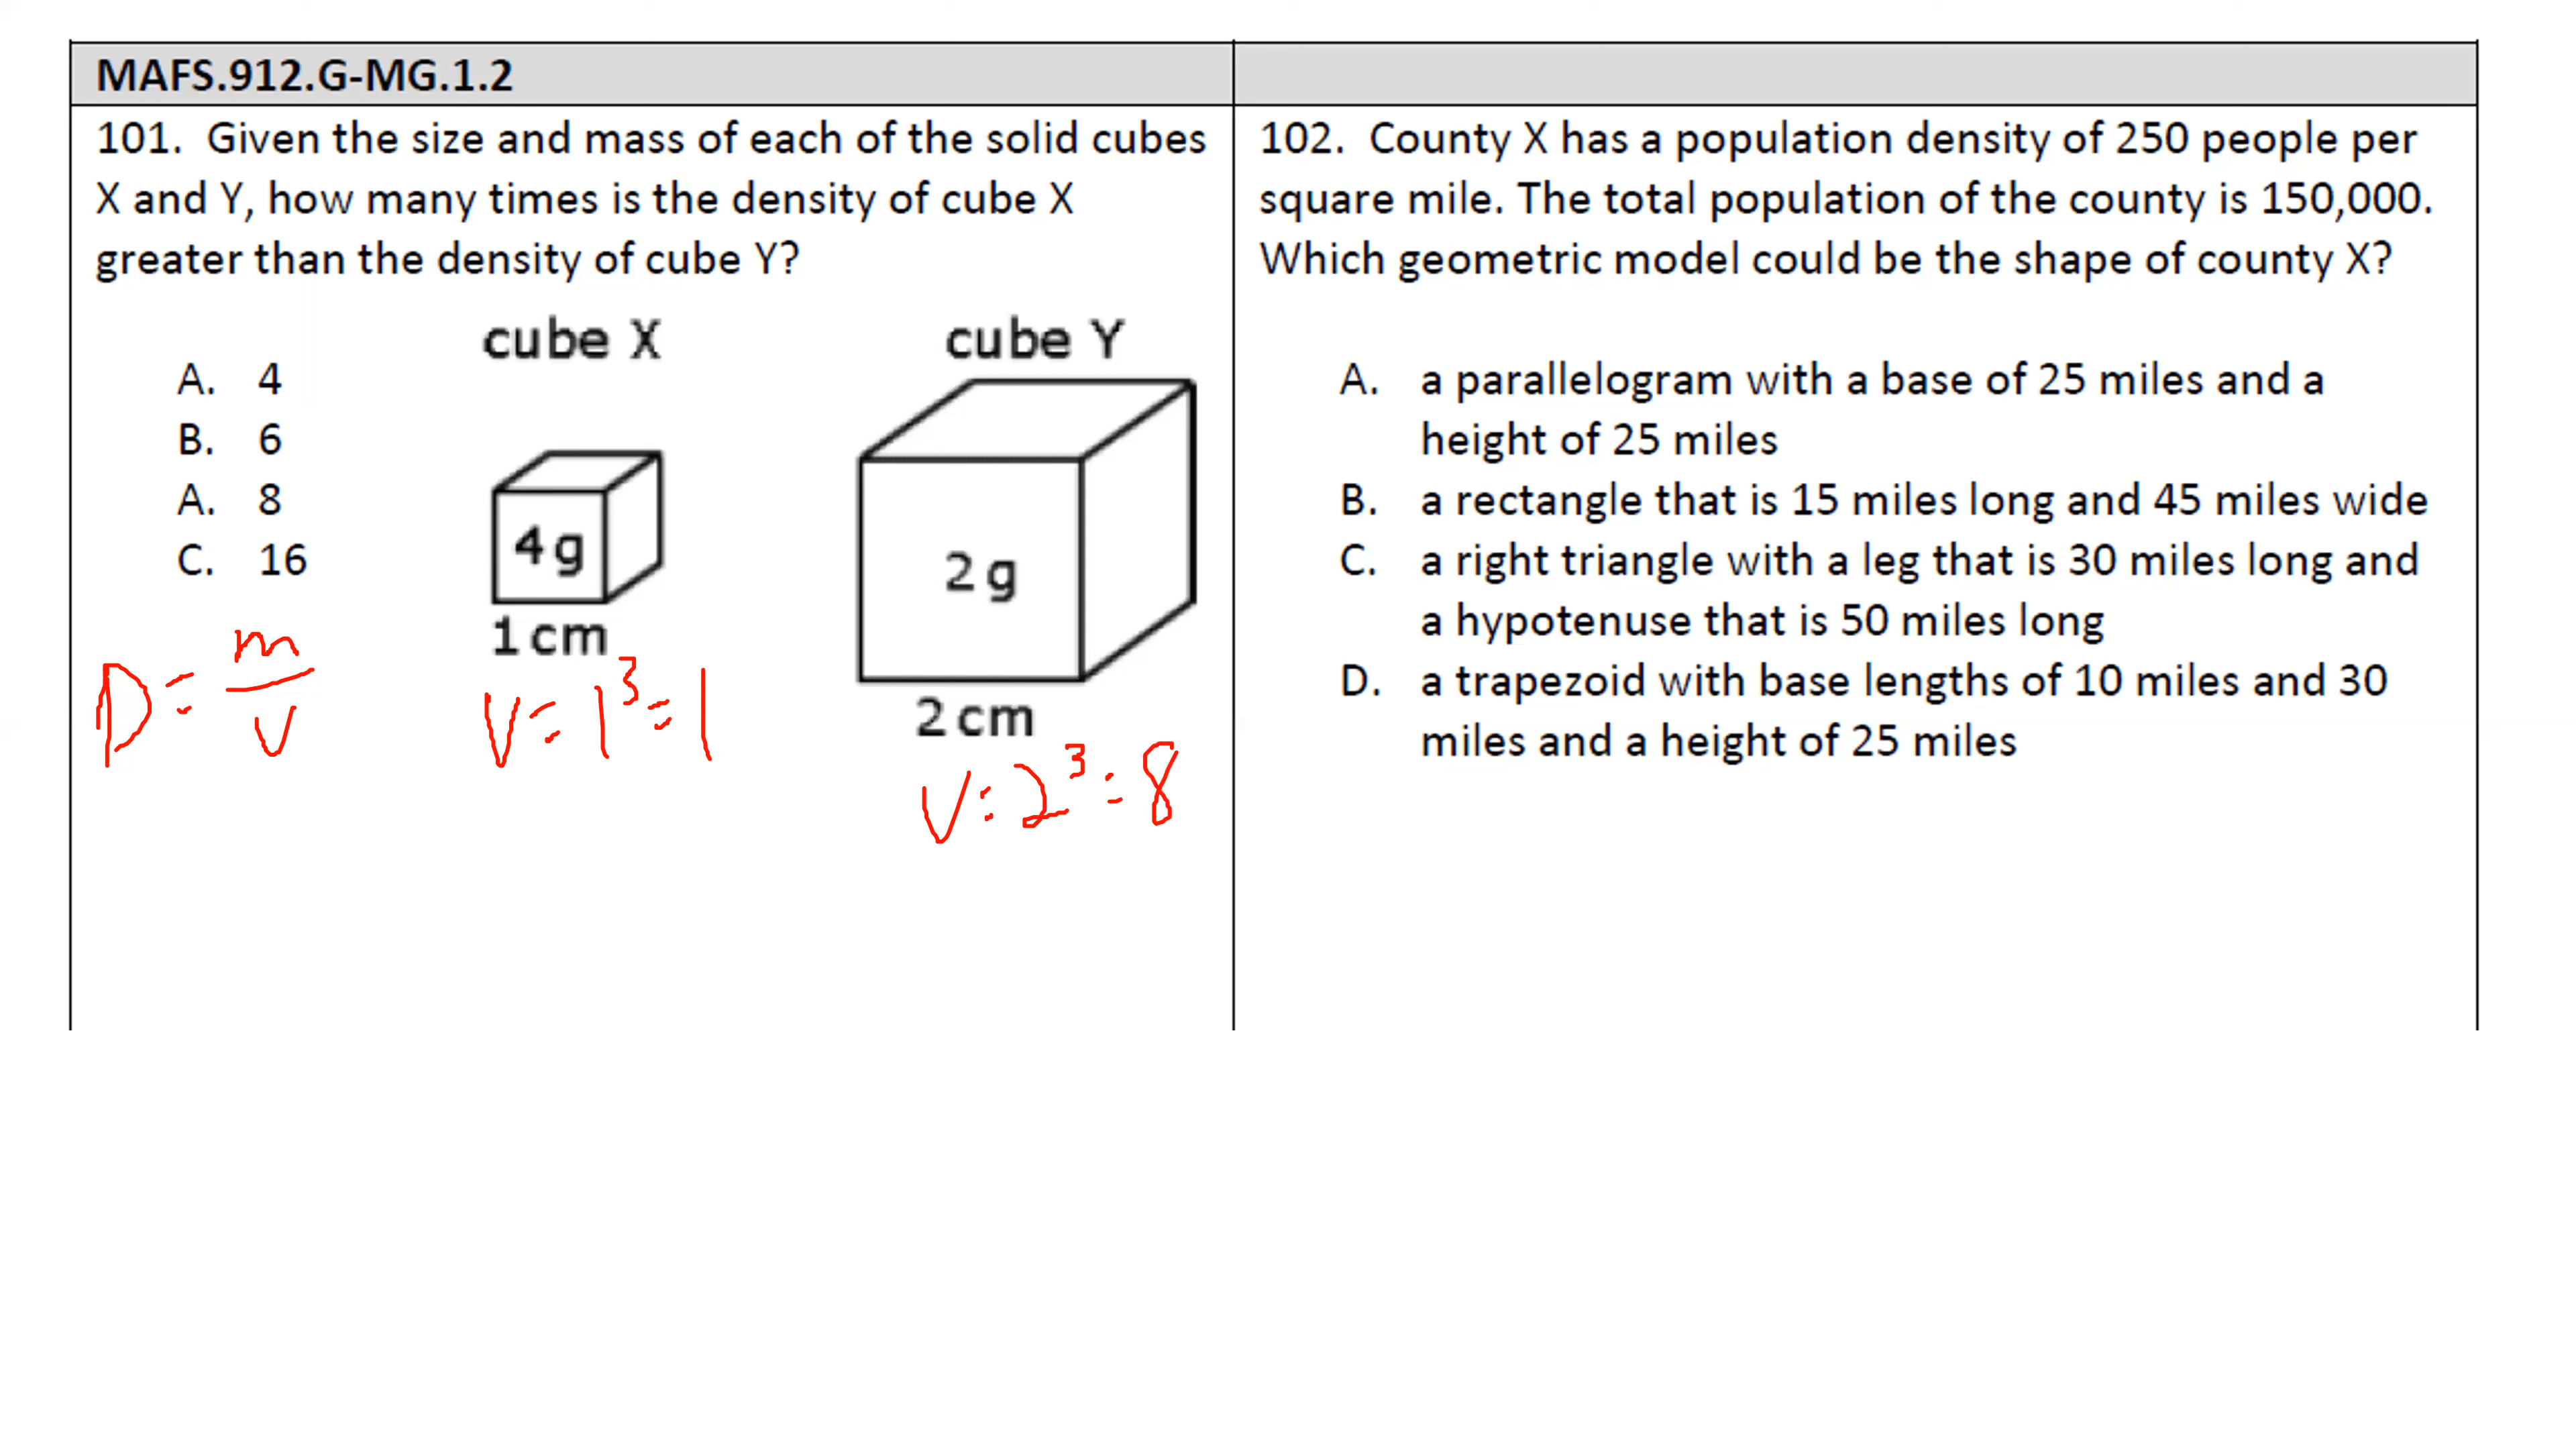 MAFS.912.G-MG.1.2
101. Given the size and mass of each of the solid cubes
X and Y, how many times is the density of cube X
greater than the density of cube Y?
A. 4
B. 6
A. 8
C. 16
cube X
4 g
1 cm
cube Y
2 g
2 cm
D = m/v
V = 1³ = 1
V = 2³ = 8
102. County X has a population density of 250 people per
square mile. The total population of the county is 150,000.
Which geometric model could be the shape of county X?
A. a parallelogram with a base of 25 miles and a
height of 25 miles
B. a rectangle that is 15 miles long and 45 miles wide
C. a right triangle with a leg that is 30 miles long and
a hypotenuse that is 50 miles long
D. a trapezoid with base lengths of 10 miles and 30
miles and a height of 25 miles